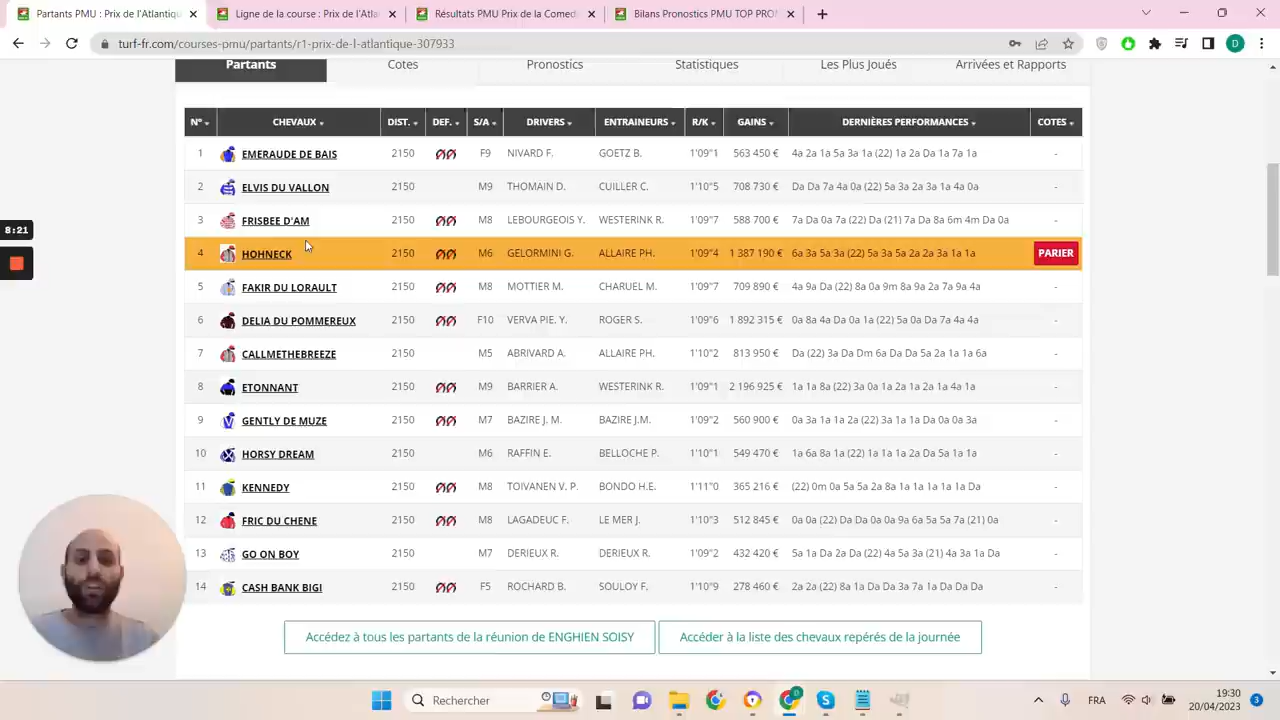 Partants PMU : Prix de l'Atlant
Ligne de course : Prix de l'Atl
Résultats PMU Prix de la Comed
Bilans Pronostics PMU TOP PRO
turf-fr.com/courses-pmu/partants/r1-prix-de-l-atlantique-307933
Partants Cotes Pronostics Statistiques Les Plus Joués Arrivées et Rapports
N° CHEVAUX DIST. DEF. S/A DRIVERS ENTRAINEURS R/K GAINS DERNIÈRES PERFORMANCES COTES
1 EMERAUDE DE BAIS 2150 F9 NIVARD F. GOETZ B. 1'09"1 563 450 € 4a 2a 1a 5a 3a 1a (22) 1a 2a Da 1a 7a 1a -
2 ELVIS DU VALLON 2150 M9 THOMAIN D. CUILLER C. 1'10"5 708 730 € Da Da 7a 4a 0a (22) 5a 3a 2a 3a 1a 4a 0a -
3 FRISBEE D'AM 2150 M8 LEBOURGEOIS Y. WESTERINK R. 1'09"7 588 700 € 7a Da 0a 7a (22) Da (21) 7a Da 8a 6m 4m Da 0a -
4 HOHNECK 2150 M6 GELORMINI G. ALLAIRE PH. 1'09"4 1 387 190 € 6a 3a 5a 3a (22) 5a 3a 5a 2a 2a 3a 1a 1a PARIER
5 FAKIR DU LORAULT 2150 M8 MOTTIER M. CHARUEL M. 1'09"7 709 890 € 4a 9a Da (22) 8a 0a 9m 8a 9a 2a 7a 9a 4a -
6 DELIA DU POMMEREUX 2150 F10 VERVA PIE. Y. ROGER S. 1'09"6 1 892 315 € 0a 8a 4a Da 0a 1a (22) 5a 0a Da 7a 4a 4a -
7 CALLMETHEBREEZE 2150 M5 ABRIVARD A. ALLAIRE PH. 1'10"2 813 950 € Da (22) 3a Da Dm 6a Da Da 5a 2a 1a 1a 6a -
8 ETONNANT 2150 M9 BARRIER A. WESTERINK R. 1'09"1 2 196 925 € 1a 1a 8a (22) 3a 0a 1a 2a 1a 2a 1a 4a 1a -
9 GENTLY DE MUZE 2150 M7 BAZIRE J. M. BAZIRE J.M. 1'09"2 560 900 € 0a 3a 1a 1a 2a (22) 3a 1a 1a Da 0a 0a 3a -
10 HORSY DREAM 2150 M6 RAFFIN E. BELLOCHE P. 1'10"1 549 470 € 1a 6a 8a 1a (22) 1a 1a 1a 2a Da 5a 1a 1a -
11 KENNEDY 2150 M8 TOIVANEN V. P. BONDO H.E. 1'11"0 365 216 € (22) 0m 0a 5a 5a 2a 8a 1a 1a 1a 1a 1a Da -
12 FRIC DU CHENE 2150 M8 LAGADEUC F. LE MER J. 1'10"3 512 845 € 0a 0a (22) Da Da 0a 0a 9a 6a 5a 5a 7a (21) 0a -
13 GO ON BOY 2150 M7 DERIEUX R. DERIEUX R. 1'09"2 432 420 € 5a 1a Da 2a Da (22) 4a 5a 3a (21) 4a 3a 1a Da -
14 CASH BANK BIGI 2150 F5 ROCHARD B. SOULOY F. 1'10"9 278 460 € 2a 2a (22) 8a 1a Da Da 3a 7a 1a Da Da Da -
8:21
Accédez à tous les partants de la réunion de ENGHIEN SOISY
Accéder à la liste des chevaux repérés de la journée
Rechercher
FRA
19:30
20/04/2023
3